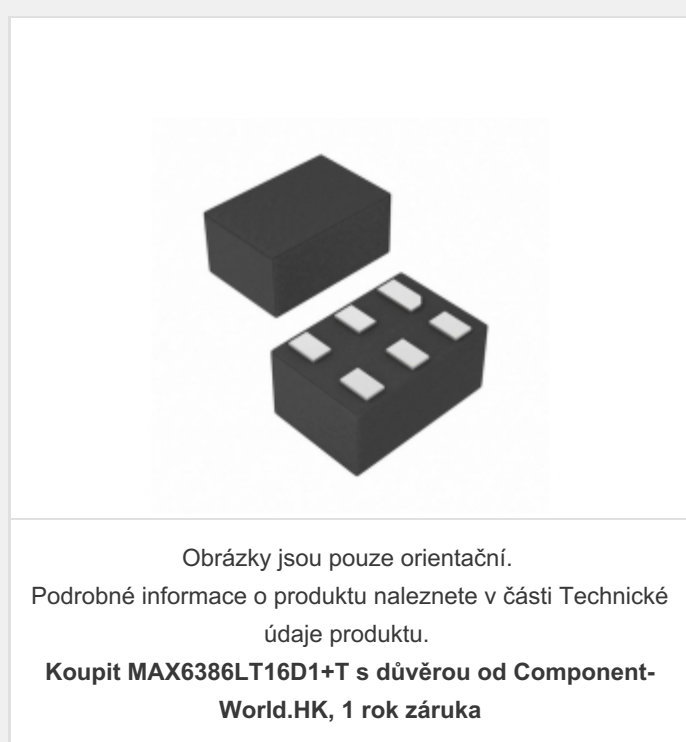 Obrázky jsou pouze orientační.
Podrobné informace o produktu naleznete v části Technické
údaje produktu.
Koupit MAX6386LT16D1+T s důvěrou od Component-
World.HK, 1 rok záruka